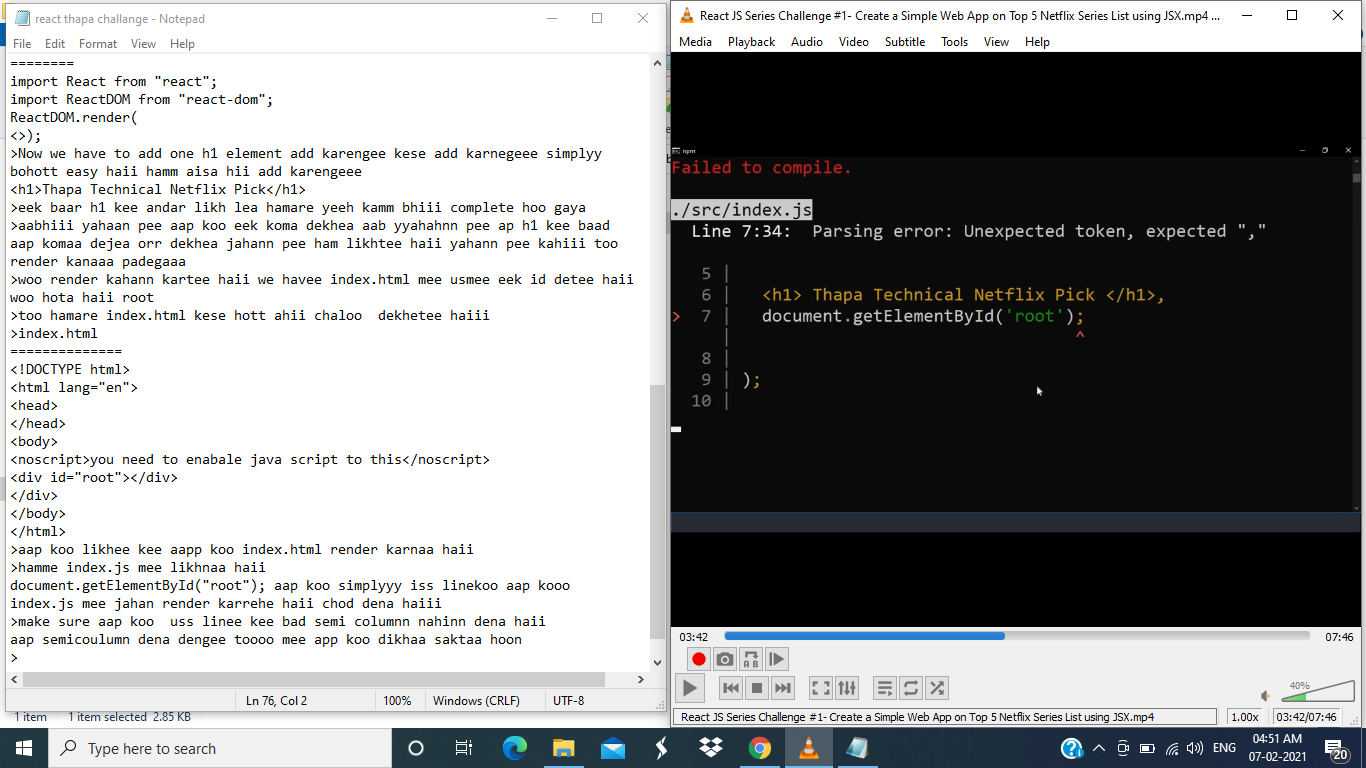 react thapa challange - Notepad
File Edit Format View Help
========
import React from "react";
import ReactDOM from "react-dom";
ReactDOM.render(
<>);
>Now we have to add one h1 element add karengee kese add karnegeee simplyy
bohott easy haii hamm aisa hii add karengeee
<h1>Thapa Technical Netflix Pick</h1>
>eek baar h1 kee andar likh lea hamare yeeh kamm bhiii complete hoo gaya
>aabhiii yahaan pee aap koo eek koma dekhea aab yyahahnn pee ap h1 kee baad
aap komaa dejea orr dekhea jahann pee ham likhtee haii yahann pee kahiii too
render kanaaa padegaaa
>woo render kahann kartee haii we havee index.html mee usmee eek id detee haii
woo hota haii root
>too hamare index.html kese hott ahii chaloo  dekhetee haiii
>index.html
==============
<!DOCTYPE html>
<html lang="en">
<head>
</head>
<body>
<noscript>you need to enabale java script to this</noscript>
<div id="root"></div>
</div>
</body>
</html>
>aap koo likhee kee aapp koo index.html render karnaa haii
>hamme index.js mee likhnaa haii
document.getElementById("root"); aap koo simplyyy iss linekoo aap kooo
index.js mee jahan render karrehe haii chod dena haiii
>make sure aap koo  uss linee kee bad semi columnn nahinn dena haii
aap semicoulumn dena dengee toooo mee app koo dikhaa saktaa hoon
>
Ln 76, Col 2 100% Windows (CRLF) UTF-8
1 item 1 item selected 2.85 KB
React JS Series Challenge #1- Create a Simple Web App on Top 5 Netflix Series List using JSX.mp4 ...
Media Playback Audio Video Subtitle Tools View Help
npm
Failed to compile.
./src/index.js
Line 7:34:  Parsing error: Unexpected token, expected ","
5 |
6 | <h1> Thapa Technical Netflix Pick </h1>,
> 7 | document.getElementById('root');
| ^
8 |
9 | );
10 |
03:42 07:46
A B
40%
React JS Series Challenge #1- Create a Simple Web App on Top 5 Netflix Series List using JSX.mp4 1.00x 03:42/07:46
Type here to search
ENG
04:51 AM
07-02-2021
20